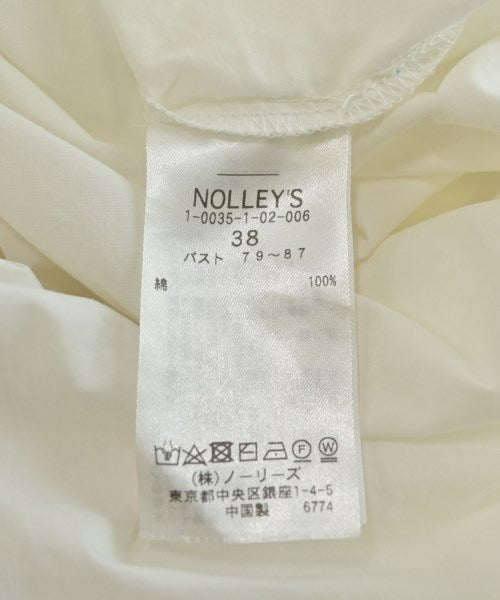 NOLLEY'S
1-0035-1-02-006
38
バスト 79～87
綿 100%
(株)ノーリーズ
東京都中央区銀座1-4-5
中国製 6774